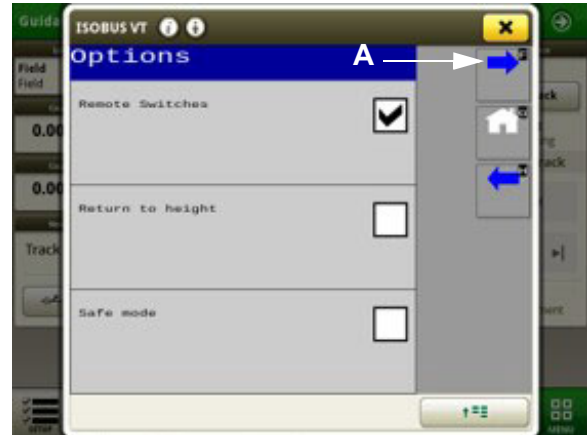 Guida
ISOBUS VT
Options
A
Field
Field
Remote Switches
0.00
0.00
Return to height
Track
Safe mode
SETUP
MENU